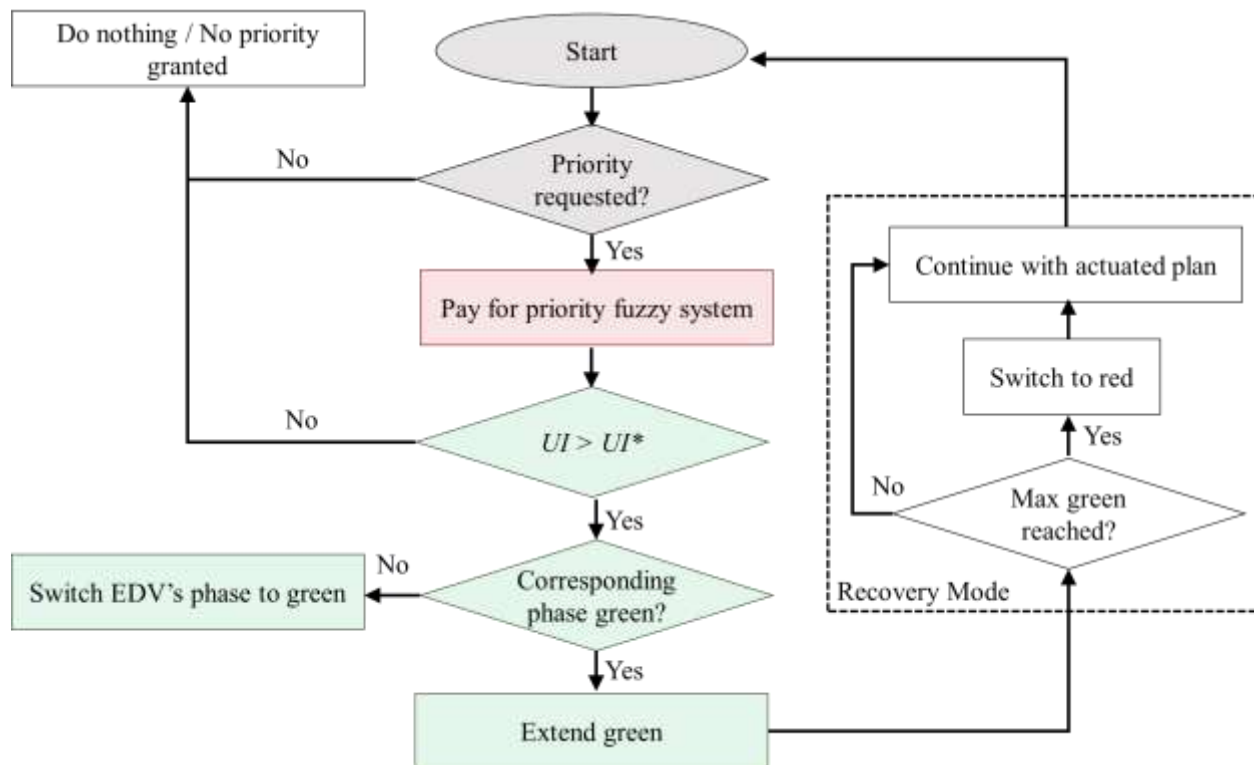 Do nothing / No priority
granted
Start
No
Priority
requested?
Yes
Pay for priority fuzzy system
No
UI > UI*
Yes
No
Switch EDV's phase to green
Corresponding
phase green?
Yes
Extend green
Continue with actuated plan
Switch to red
Yes
No
Max green
reached?
Recovery Mode